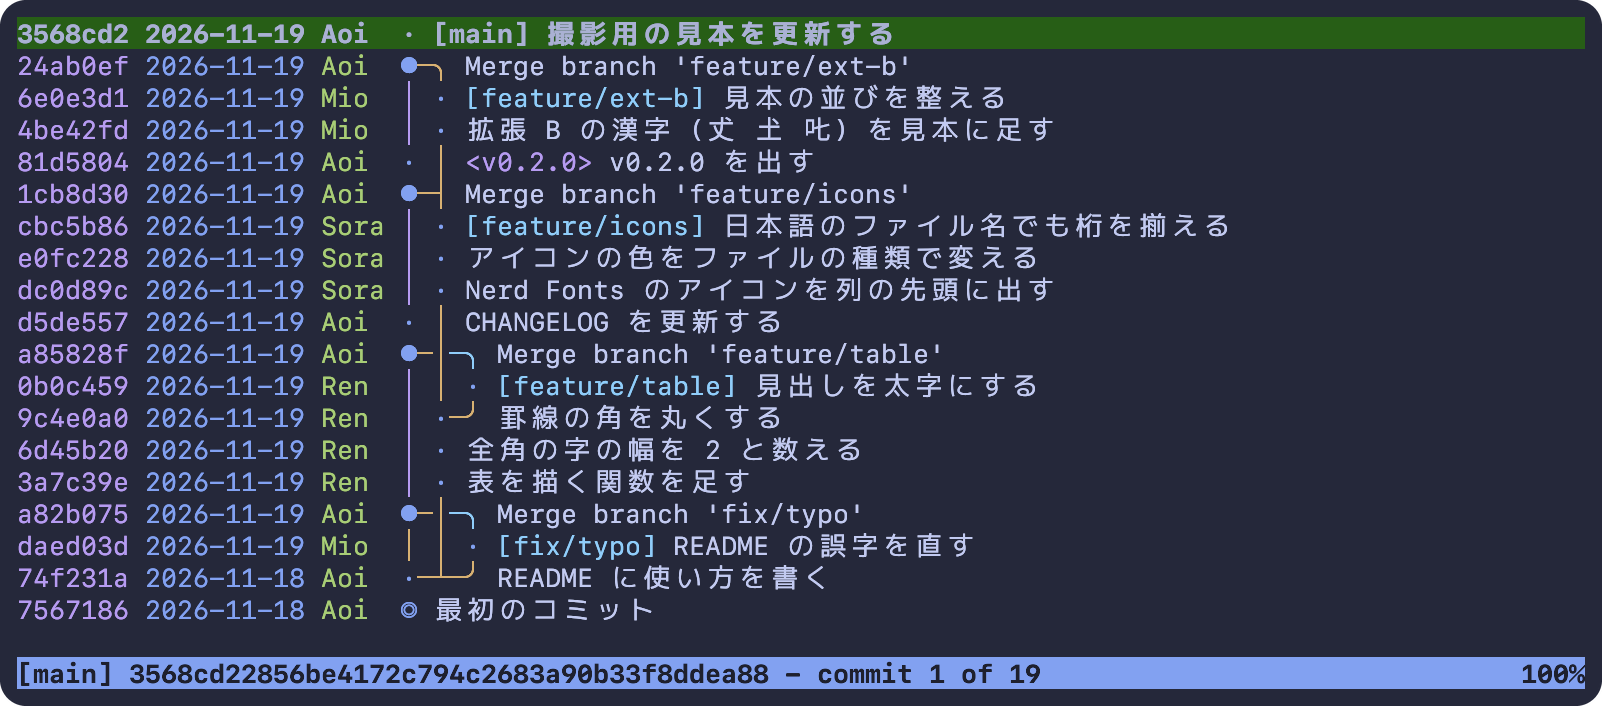 3568cd2 2026-11-19 Aoi · [main] 撮影用の見本を更新する
24ab0ef 2026-11-19 Aoi Merge branch 'feature/ext-b'
6e0e3d1 2026-11-19 Mio · [feature/ext-b] 見本の並びを整える
4be42fd 2026-11-19 Mio · 拡張 B の漢字 ( ) を見本に足す
81d5804 2026-11-19 Aoi · <v0.2.0> v0.2.0 を出す
1cb8d30 2026-11-19 Aoi Merge branch 'feature/icons'
cbc5b86 2026-11-19 Sora · [feature/icons] 日本語のファイル名でも桁を揃える
e0fc228 2026-11-19 Sora · アイコンの色をファイルの種類で変える
dc0d89c 2026-11-19 Sora · Nerd Fonts のアイコンを列の先頭に出す
d5de557 2026-11-19 Aoi · CHANGELOG を更新する
a85828f 2026-11-19 Aoi Merge branch 'feature/table'
0b0c459 2026-11-19 Ren · [feature/table] 見出しを太字にする
9c4e0a0 2026-11-19 Ren · 罫線の角を丸くする
6d45b20 2026-11-19 Ren · 全角の字の幅を 2 と数える
3a7c39e 2026-11-19 Ren · 表を描く関数を足す
a82b075 2026-11-19 Aoi Merge branch 'fix/typo'
daed03d 2026-11-19 Mio · [fix/typo] README の誤字を直す
74f231a 2026-11-18 Aoi · README に使い方を書く
7567186 2026-11-18 Aoi ◎ 最初のコミット
[main] 3568cd22856be4172c794c2683a90b33f8ddea88 - commit 1 of 19 100%